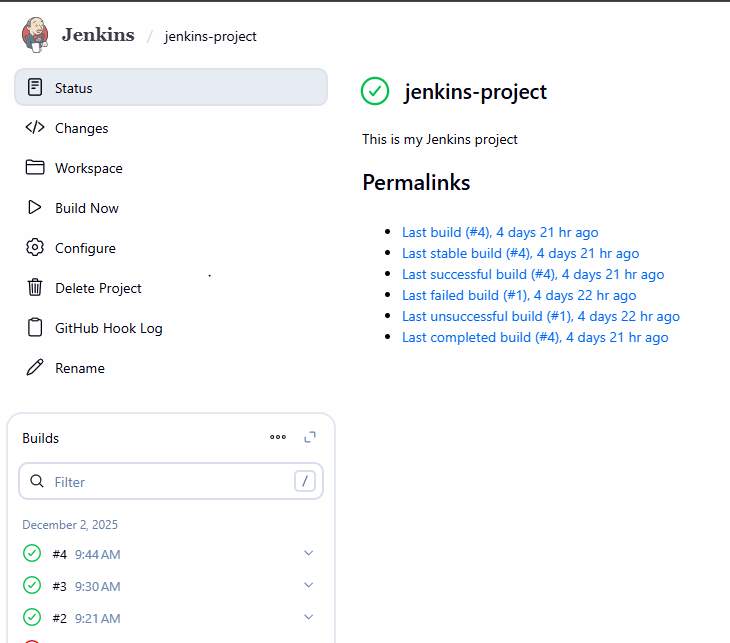 Jenkins / jenkins-project
Status
Changes
Workspace
Build Now
Configure
Delete Project
GitHub Hook Log
Rename
Builds
Filter /
December 2, 2025
#4 9:44 AM
#3 9:30 AM
#2 9:21 AM
jenkins-project
This is my Jenkins project
Permalinks
Last build (#4), 4 days 21 hr ago
Last stable build (#4), 4 days 21 hr ago
Last successful build (#4), 4 days 21 hr ago
Last failed build (#1), 4 days 22 hr ago
Last unsuccessful build (#1), 4 days 22 hr ago
Last completed build (#4), 4 days 21 hr ago